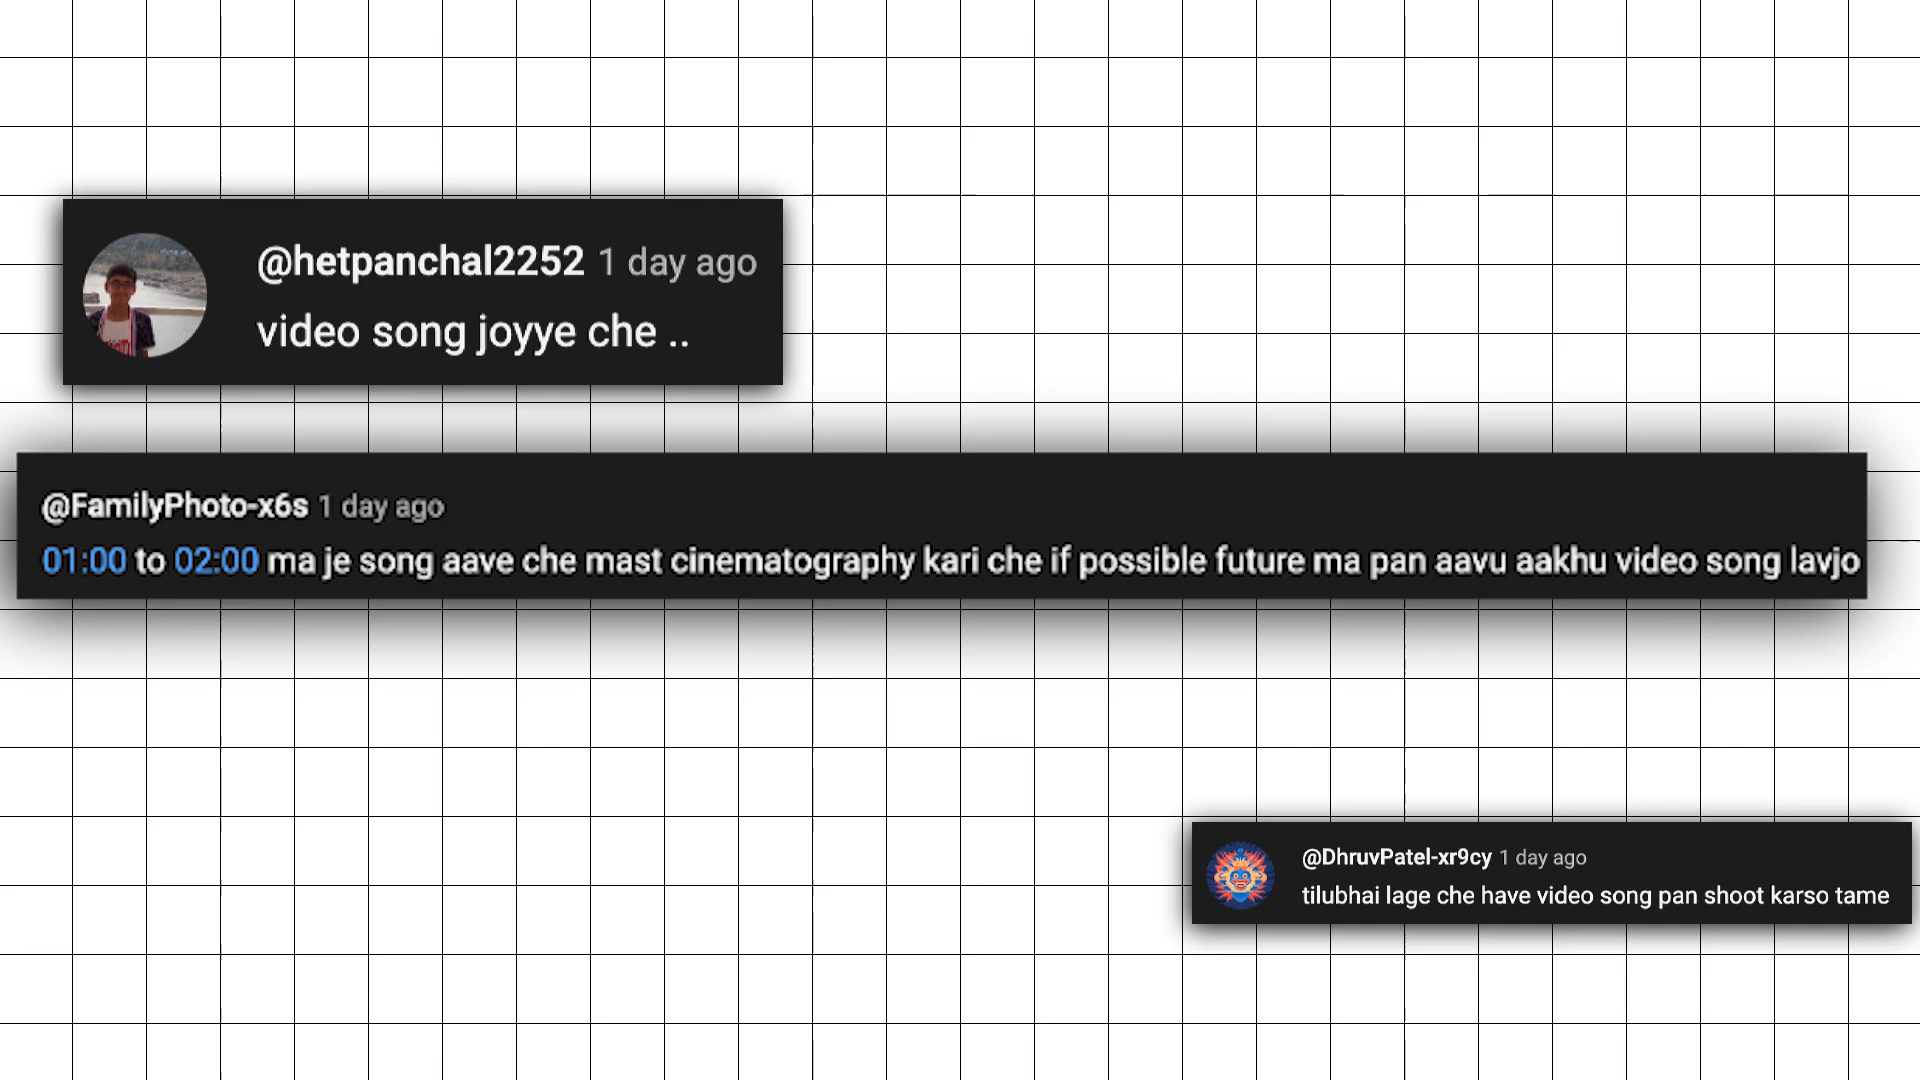 @hetpanchal2252 1 day ago
video song joyye che ..
@FamilyPhoto-x6s 1 day ago
01:00 to 02:00 ma je song aave che mast cinematography kari che if possible future ma pan aavu aakhu video song lavjo
@DhruvPatel-xr9cy 1 day ago
tilubhai lage che have video song pan shoot karso tame